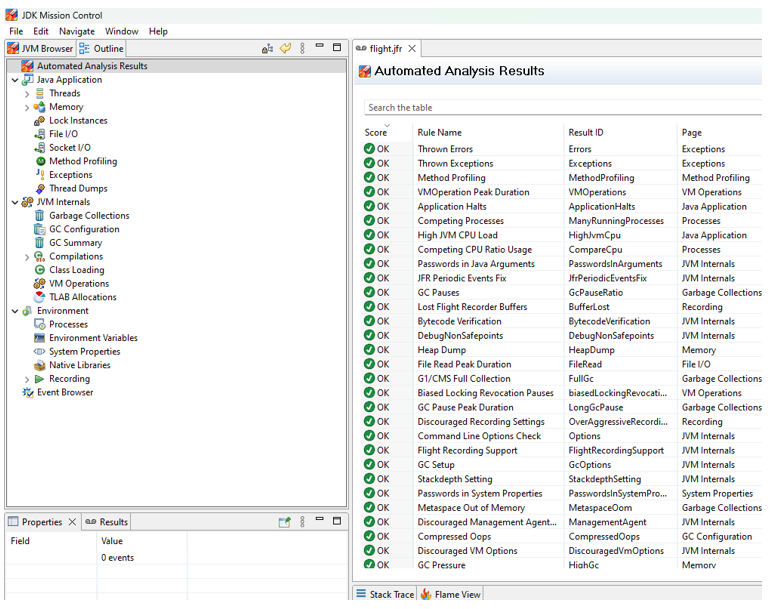 JDK Mission Control
File Edit Navigate Window Help
JVM Browser Outline
Automated Analysis Results
Java Application
Threads
Memory
Lock Instances
File I/O
Socket I/O
Method Profiling
Exceptions
Thread Dumps
JVM Internals
Garbage Collections
GC Configuration
GC Summary
Compilations
Class Loading
VM Operations
TLAB Allocations
Environment
Processes
Environment Variables
System Properties
Native Libraries
Recording
Event Browser
Properties Results
Field Value
0 events
flight.jfr
Automated Analysis Results
Search the table
Score Rule Name Result ID Page
OK Thrown Errors Errors Exceptions
OK Thrown Exceptions Exceptions Exceptions
OK Method Profiling MethodProfiling Method Profiling
OK VMOperation Peak Duration VMOperations VM Operations
OK Application Halts ApplicationHalts Java Application
OK Competing Processes ManyRunningProcesses Processes
OK High JVM CPU Load HighJvmCpu Java Application
OK Competing CPU Ratio Usage CompareCpu Processes
OK Passwords in Java Arguments PasswordsInArguments JVM Internals
OK JFR Periodic Events Fix JfrPeriodicEventsFix JVM Internals
OK GC Pauses GcPauseRatio Garbage Collections
OK Lost Flight Recorder Buffers BufferLost Recording
OK Bytecode Verification BytecodeVerification JVM Internals
OK DebugNonSafepoints DebugNonSafepoints JVM Internals
OK Heap Dump HeapDump Memory
OK File Read Peak Duration FileRead File I/O
OK G1/CMS Full Collection FullGc Garbage Collections
OK Biased Locking Revocation Pauses biasedLockingRevocati... VM Operations
OK GC Pause Peak Duration LongGcPause Garbage Collections
OK Discouraged Recording Settings OverAggressiveRecordi... Recording
OK Command Line Options Check Options JVM Internals
OK Flight Recording Support FlightRecordingSupport JVM Internals
OK GC Setup GcOptions JVM Internals
OK Stackdepth Setting StackdepthSetting JVM Internals
OK Passwords in System Properties PasswordsInSystemPro... System Properties
OK Metaspace Out of Memory MetaspaceOom Garbage Collections
OK Discouraged Management Agent... ManagementAgent JVM Internals
OK Compressed Oops CompressedOops GC Configuration
OK Discouraged VM Options DiscouragedVmOptions JVM Internals
OK GC Pressure HighGc Memory
Stack Trace Flame View